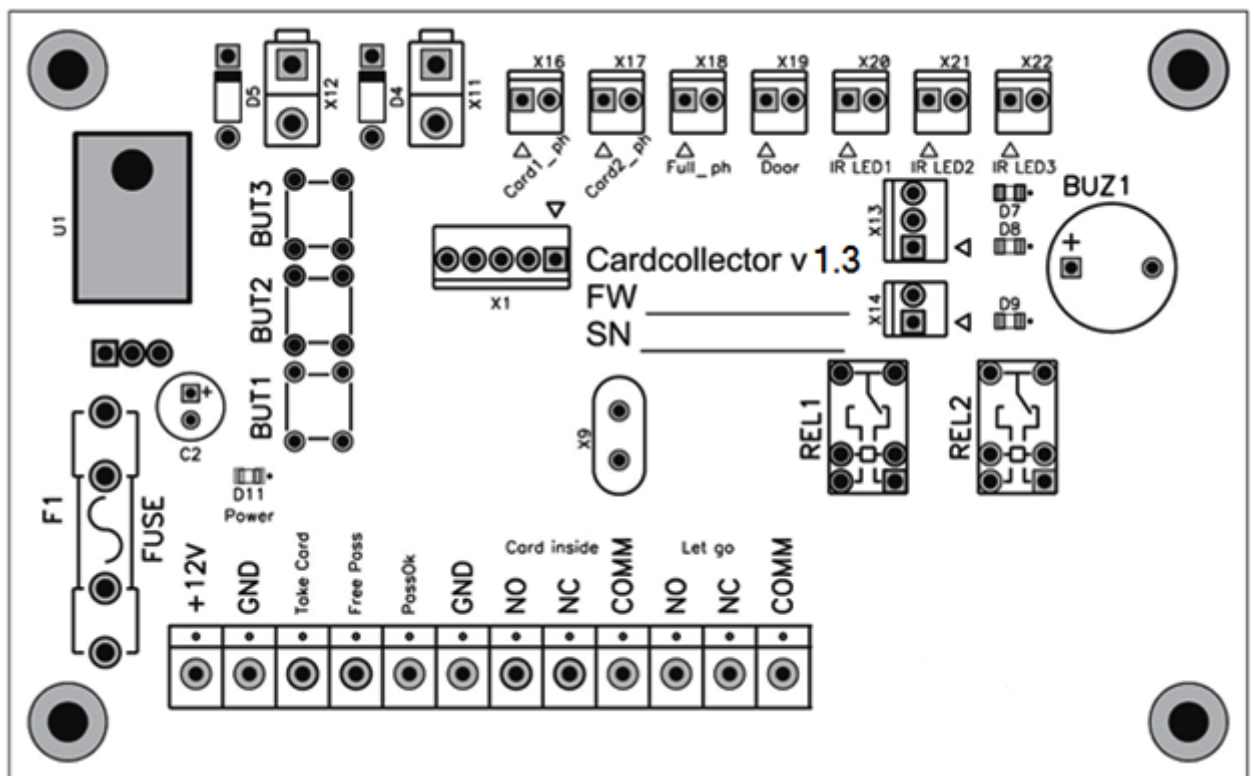 X16 X17 X18 X19 X20 X21 X22
D5 X12 D4 X11
Card1_ph Card2_ph Full_ph Door IR LED1 IR LED2 IR LED3
U1
BUT3
X13
D7
BUZ1
D8
+
Cardcollector v 1.3
X1
FW
BUT2
X14
D9
SN
+
C2
BUT1
X9
REL1
REL2
D11
Power
F1
FUSE
Card inside
Let go
+12V GND Take Card Free Pass PassOk GND NO NC COMM NO NC COMM